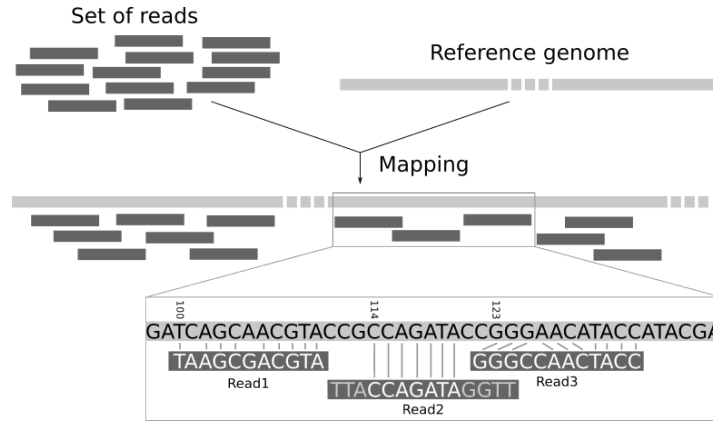 Set of reads
Reference genome
Mapping
100
114
123
GATCAGCAACGTACCGCCAGATACCGGGAACATACCATACGA
TAAGCGACGTA
GGGCCAACTACC
Read1
Read3
TTACCAGATAGGTT
Read2